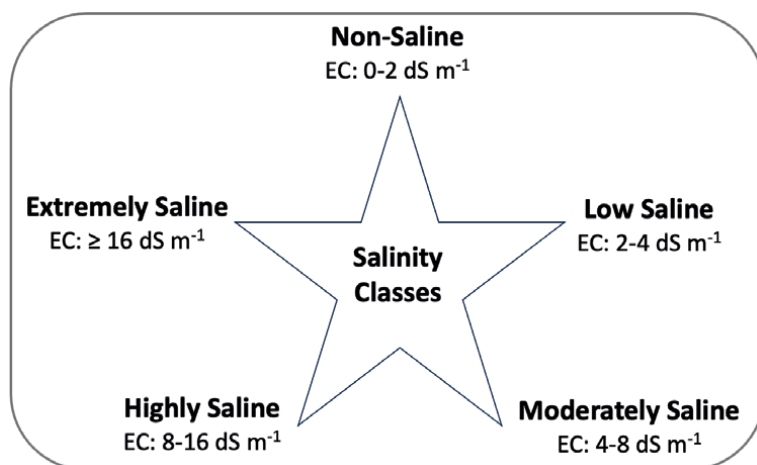 Non-Saline
EC: 0-2 dS m⁻¹
Low Saline
EC: 2-4 dS m⁻¹
Moderately Saline
EC: 4-8 dS m⁻¹
Highly Saline
EC: 8-16 dS m⁻¹
Extremely Saline
EC: ≥ 16 dS m⁻¹
Salinity
Classes